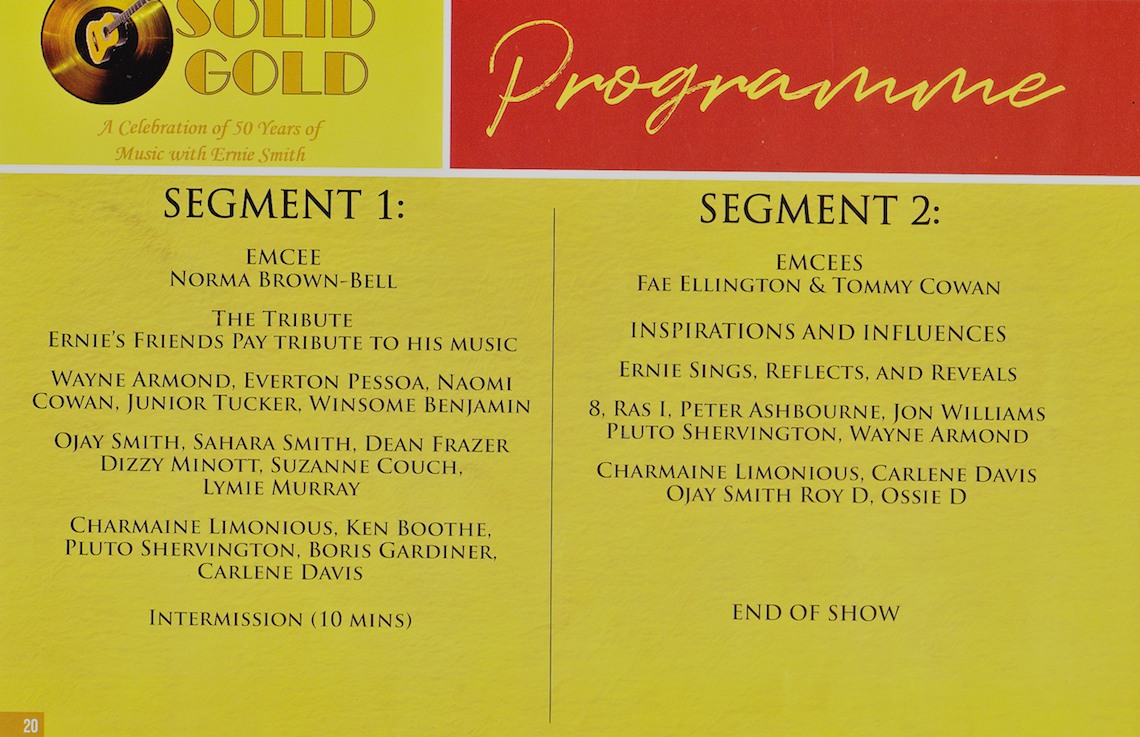 SOLID
GOLD
A Celebration of 50 Years of
Music with Ernie Smith
Programme
SEGMENT 1:
EMCEE
NORMA BROWN-BELL
THE TRIBUTE
ERNIE'S FRIENDS PAY TRIBUTE TO HIS MUSIC
WAYNE ARMOND, EVERTON PESSOA, NAOMI
COWAN, JUNIOR TUCKER, WINSOME BENJAMIN
OJAY SMITH, SAHARA SMITH, DEAN FRAZER
DIZZY MINOTT, SUZANNE COUCH,
LYMIE MURRAY
CHARMAINE LIMONIOUS, KEN BOOTHE,
PLUTO SHERVINGTON, BORIS GARDINER,
CARLENE DAVIS
INTERMISSION (10 MINS)
SEGMENT 2:
EMCEES
FAE ELLINGTON & TOMMY COWAN
INSPIRATIONS AND INFLUENCES
ERNIE SINGS, REFLECTS, AND REVEALS
8, RAS I, PETER ASHBOURNE, JON WILLIAMS
PLUTO SHERVINGTON, WAYNE ARMOND
CHARMAINE LIMONIOUS, CARLENE DAVIS
OJAY SMITH ROY D, OSSIE D
END OF SHOW
20